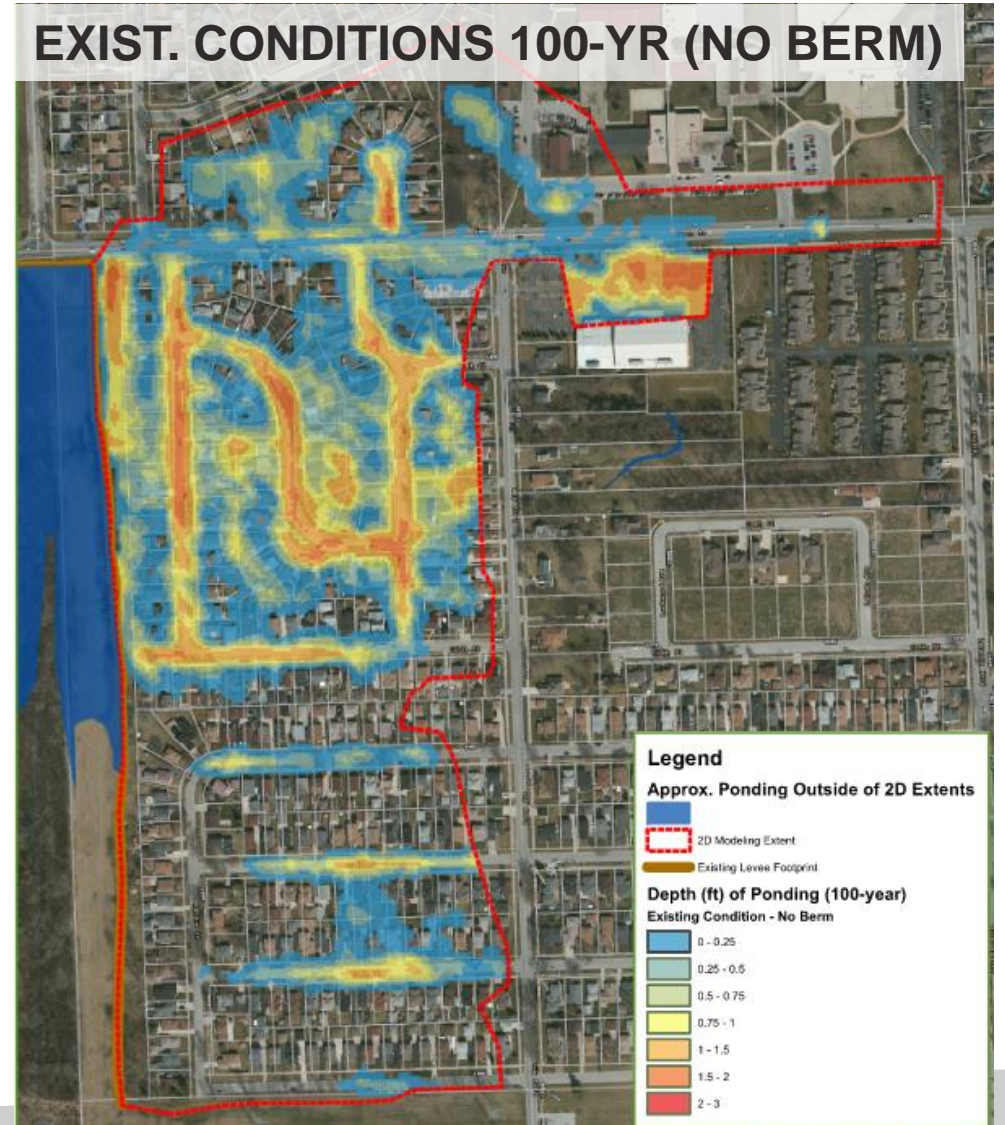 EXIST. CONDITIONS 100-YR (NO BERM)
Legend
Approx. Ponding Outside of 2D Extents
2D Modeling Extent
Existing Levee Footprint
Depth (ft) of Ponding (100-year)
Existing Condition - No Berm
0 - 0.25
0.25 - 0.5
0.5 - 0.75
0.75 - 1
1 - 1.5
1.5 - 2
2 - 3